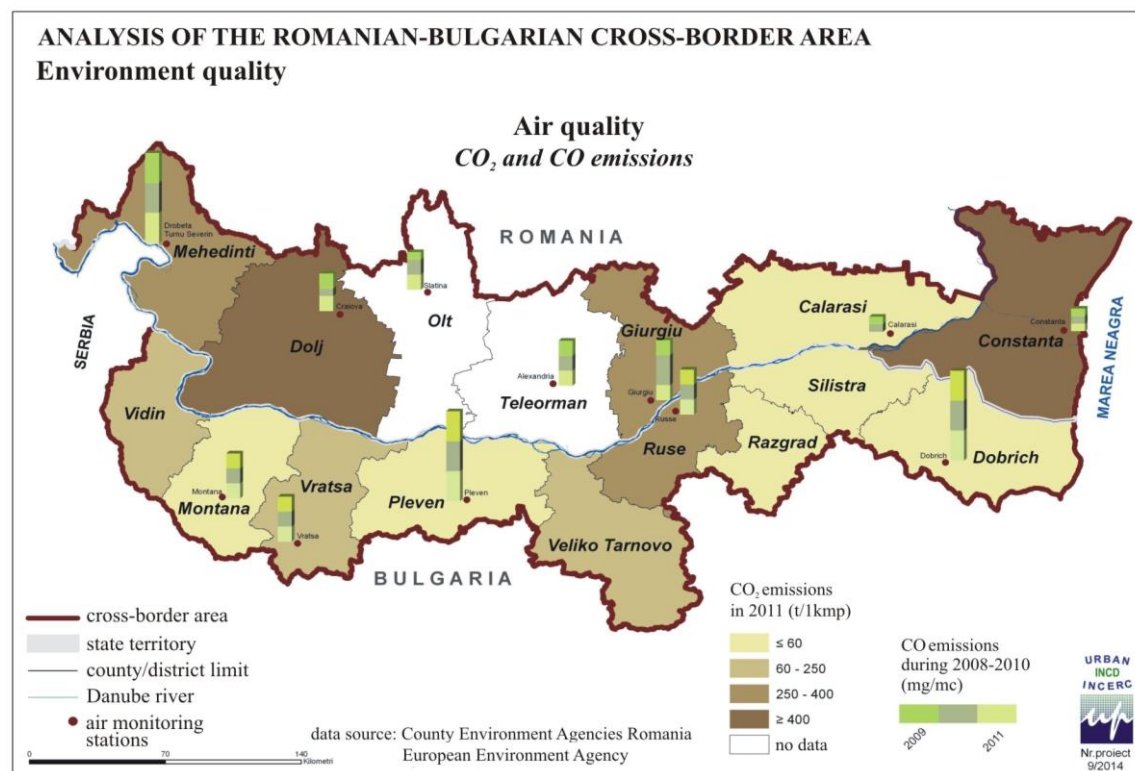 ANALYSIS OF THE ROMANIAN-BULGARIAN CROSS-BORDER AREA
Environment quality
Air quality
CO₂ and CO emissions
ROMANIA
Drobeta
Turnu Severin
Mehedinti
SERBIA
Craiova
Dolj
Slatina
Olt
Alexandria
Teleorman
Giurgiu
Giurgiu
Russe
Ruse
Calarasi
Calarasi
Constanta
Constanta
MAREA NEAGRA
Silistra
Razgrad
Dobrich
Dobrich
Vidin
Montana
Montana
Vratsa
Vratsa
Pleven
Pleven
Veliko Tarnovo
BULGARIA
cross-border area
state territory
county/district limit
Danube river
air monitoring
stations
0 70 140
Kilometri
data source: County Environment Agencies Romania
European Environment Agency
CO₂ emissions
in 2011 (t/1kmp)
≤ 60
60 - 250
250 - 400
≥ 400
no data
CO emissions
during 2008-2010
(mg/mc)
2009 2011
URBAN
INCD
INCERC
up
Nr.proiect
9/2014